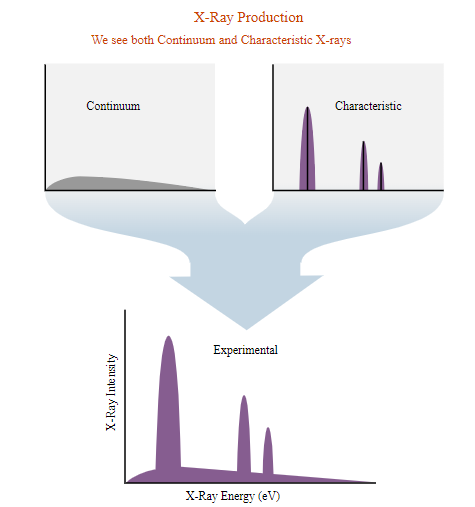 X-Ray Production
We see both Continuum and Characteristic X-rays
Continuum
Characteristic
Experimental
X-Ray Intensity
X-Ray Energy (eV)